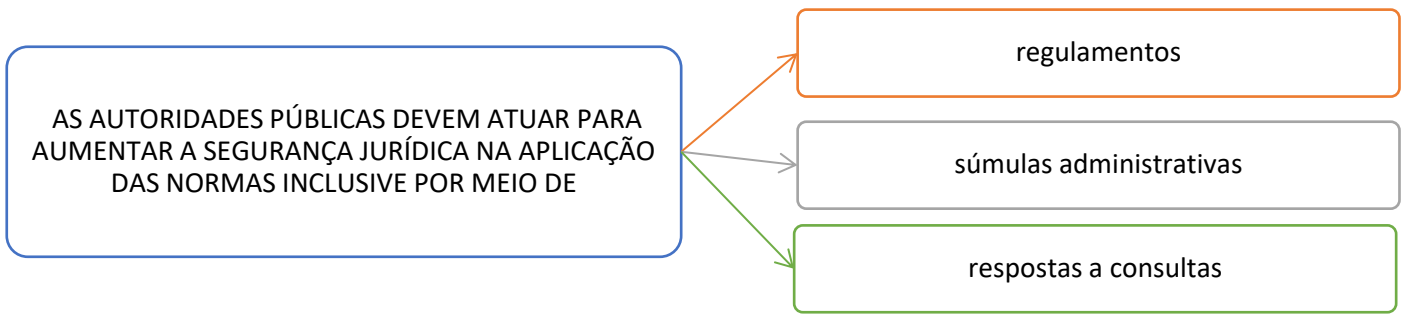 AS AUTORIDADES PÚBLICAS DEVEM ATUAR PARA
AUMENTAR A SEGURANÇA JURÍDICA NA APLICAÇÃO
DAS NORMAS INCLUSIVE POR MEIO DE
regulamentos
súmulas administrativas
respostas a consultas